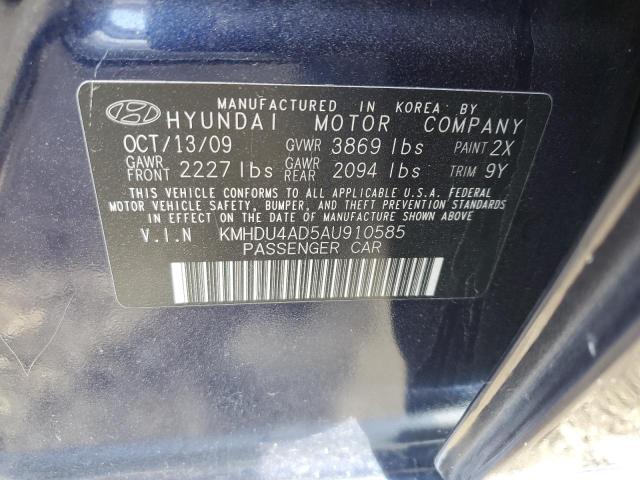 MANUFACTURED IN KOREA BY
HYUNDAI MOTOR COMPANY
OCT/13/09 GVWR 3869 lbs PAINT 2X
GAWR FRONT 2227 lbs GAWR REAR 2094 lbs TRIM 9Y
THIS VEHICLE CONFORMS TO ALL APPLICABLE U.S.A. FEDERAL
MOTOR VEHICLE SAFETY, BUMPER, AND THEFT PREVENTION STANDARDS
IN EFFECT ON THE DATE OF MANUFACTURE SHOWN ABOVE
V.I.N KMHDU4AD5AU910585
PASSENGER CAR